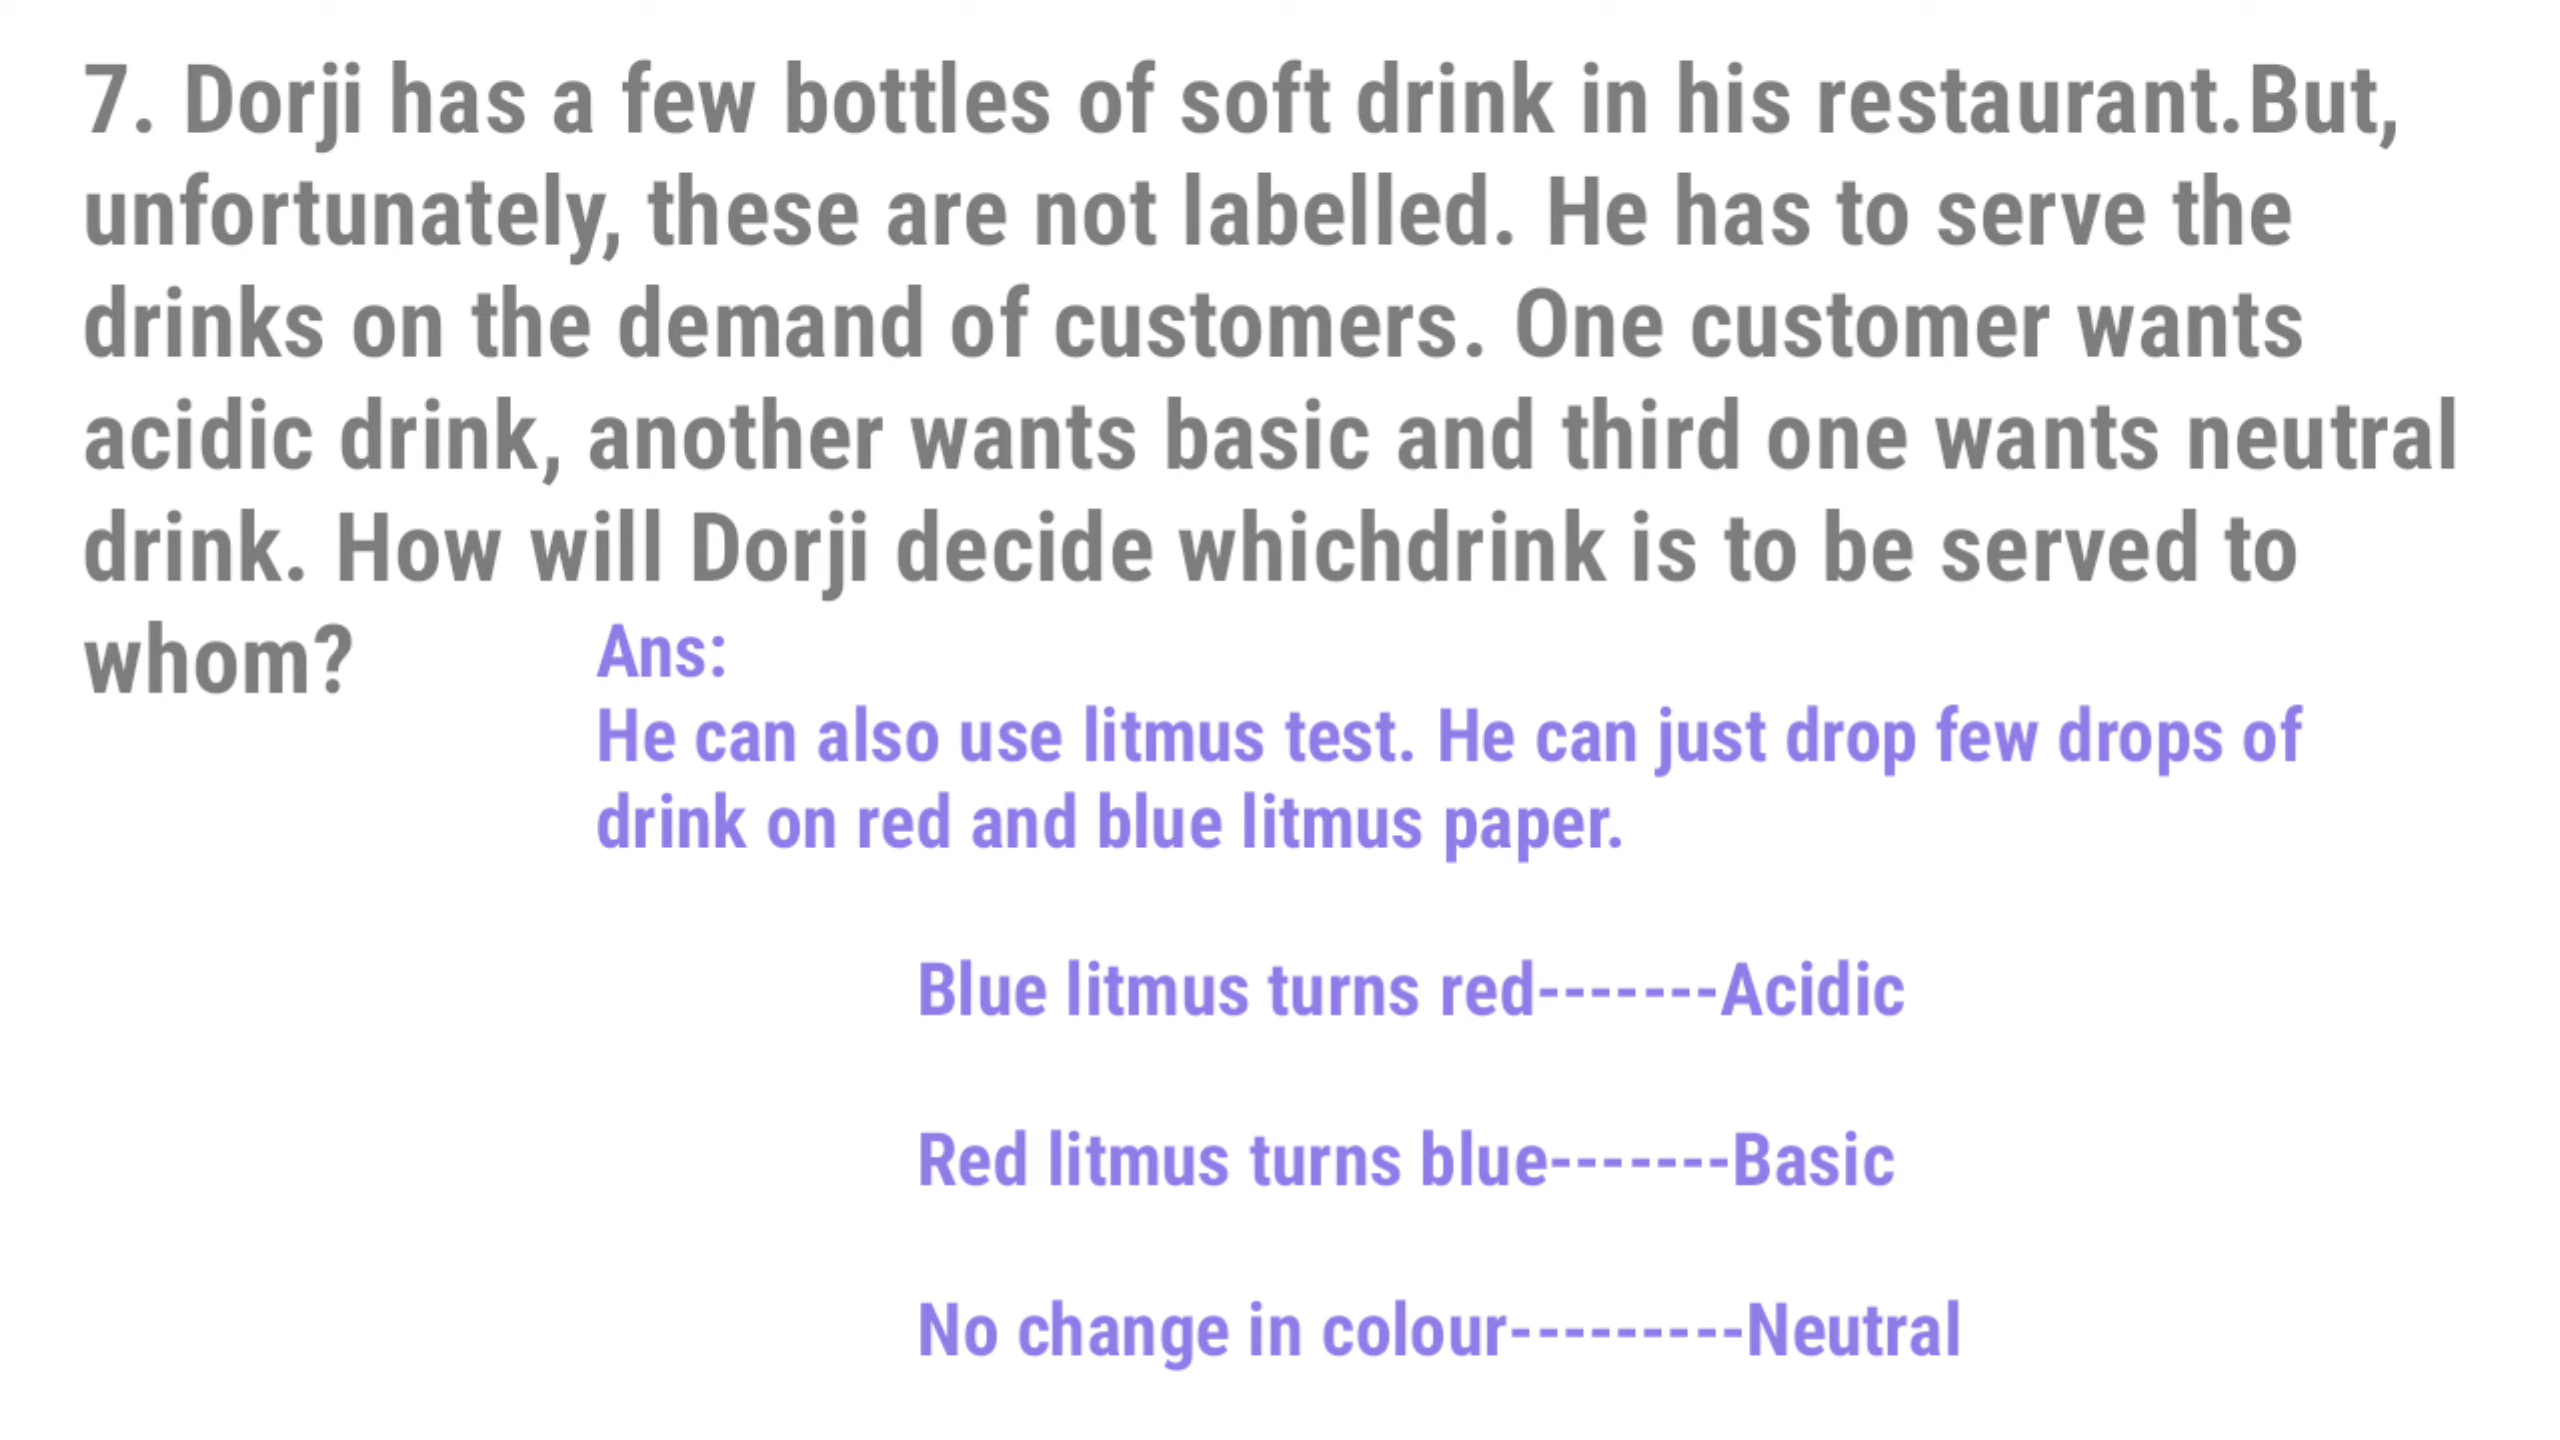 7. Dorji has a few bottles of soft drink in his restaurant.But,
unfortunately, these are not labelled. He has to serve the
drinks on the demand of customers. One customer wants
acidic drink, another wants basic and third one wants neutral
drink. How will Dorji decide whichdrink is to be served to
whom?
Ans:
He can also use litmus test. He can just drop few drops of
drink on red and blue litmus paper.
Blue litmus turns red-------Acidic
Red litmus turns blue-------Basic
No change in colour---------Neutral